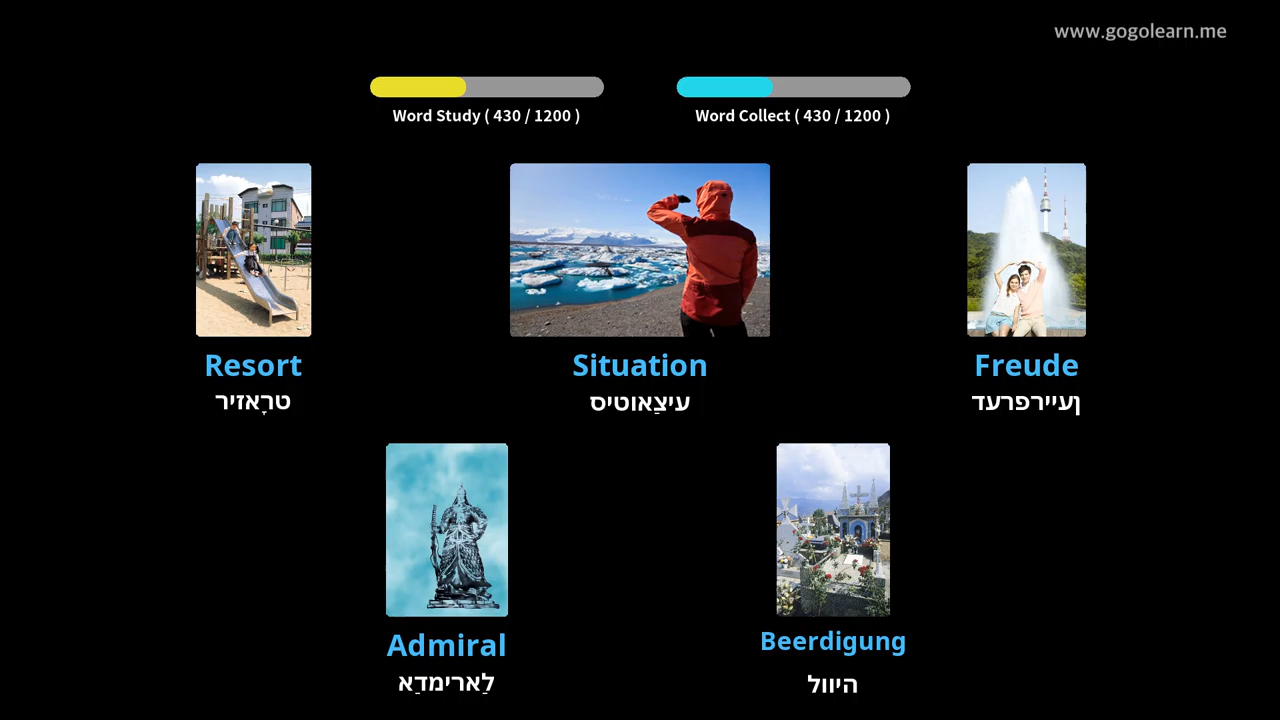 www.gogolearn.me
Word Study ( 430 / 1200 )
Word Collect ( 430 / 1200 )
Resort
טרָאזיר
Situation
עיצַאוטיס
Freude
ןעיירפרעד
Admiral
לַארימדַא
Beerdigung
היוול